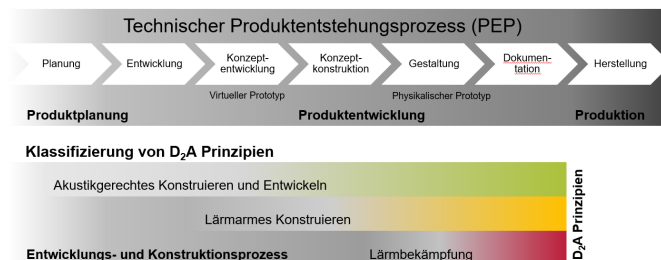 Technischer Produktentstehungsprozess (PEP)
Planung
Entwicklung
Konzept-
entwicklung
Konzept-
konstruktion
Gestaltung
Dokumen-
tation
Herstellung
Virtueller Prototyp
Physikalischer Prototyp
Produktplanung
Produktentwicklung
Produktion
Klassifizierung von D₂A Prinzipien
Akustikgerechtes Konstruieren und Entwickeln
Lärmarmes Konstruieren
Entwicklungs- und Konstruktionsprozess
Lärmbekämpfung
D₂A Prinzipien